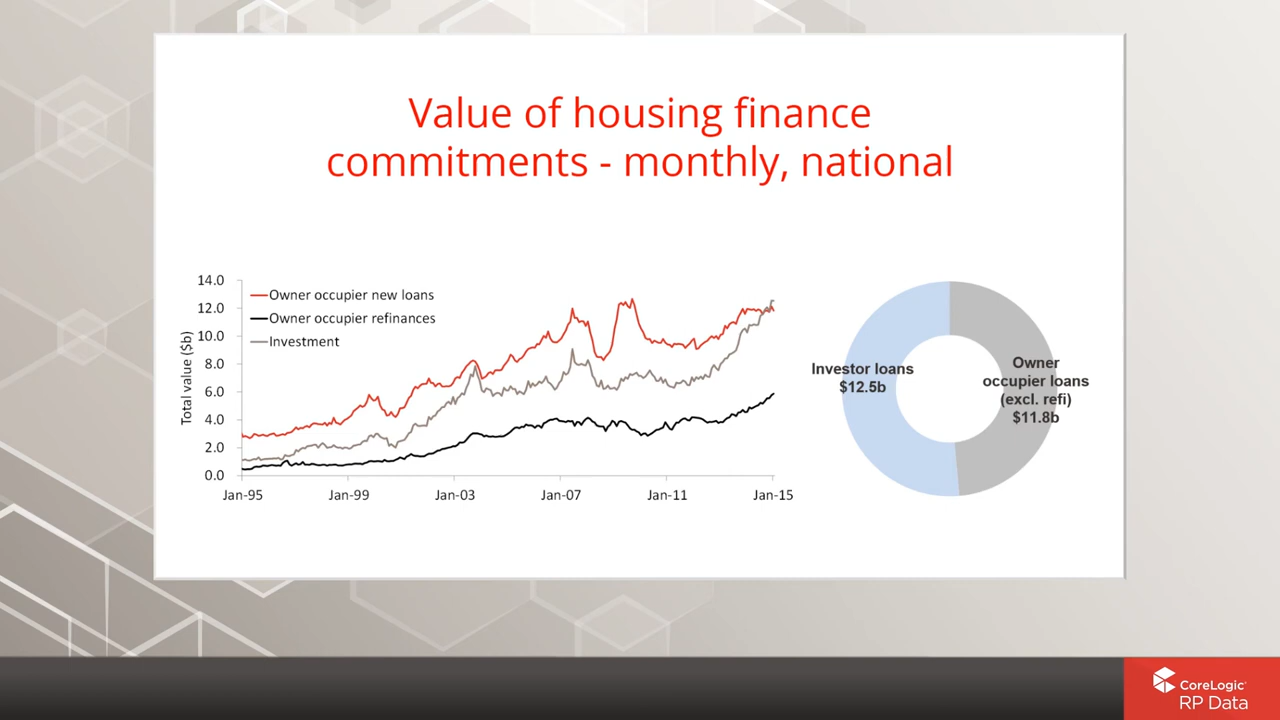 Value of housing finance
commitments - monthly, national
14.0
12.0
10.0
8.0
6.0
4.0
2.0
0.0
Total value ($b)
Owner occupier new loans
Owner occupier refinances
Investment
Jan-95
Jan-99
Jan-03
Jan-07
Jan-11
Jan-15
Investor loans
$12.5b
Owner
occupier loans
(excl. refi)
$11.8b
CoreLogic
RP Data